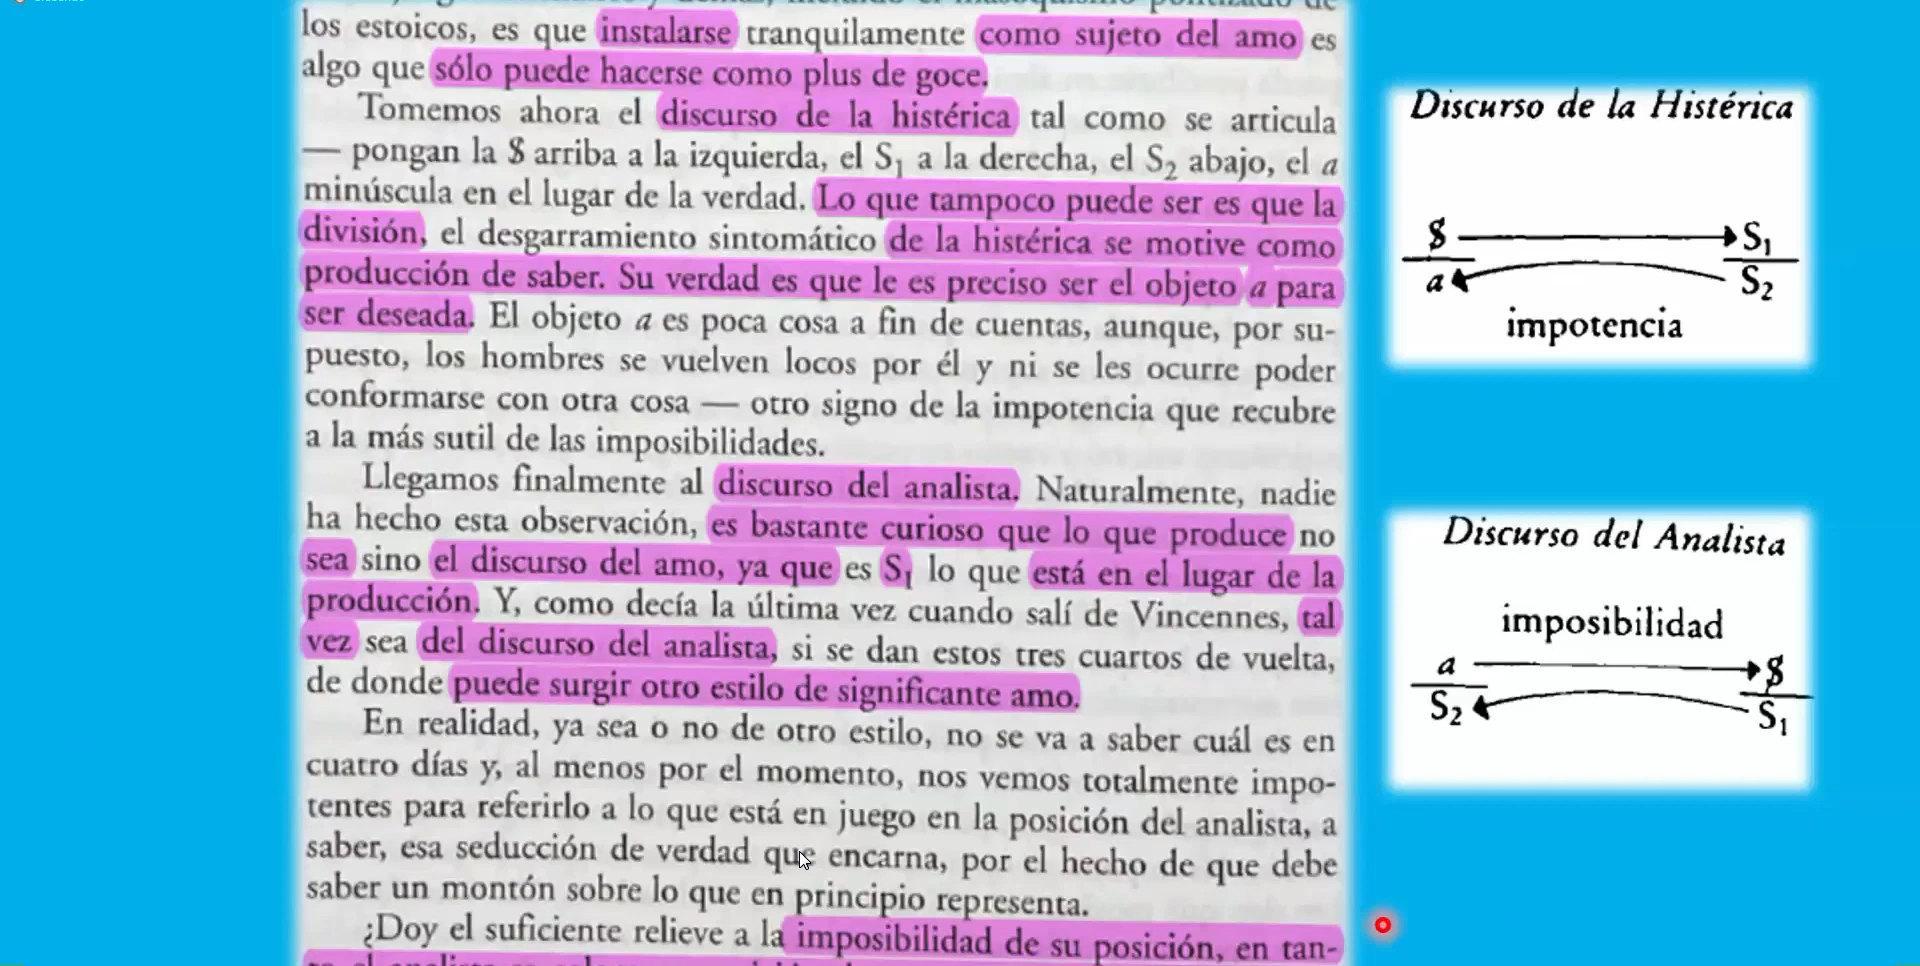 los estoicos, es que instalarse tranquilamente como sujeto del amo es
algo que sólo puede hacerse como plus de goce.
Tomemos ahora el discurso de la histérica tal como se articula
— pongan la $ arriba a la izquierda, el S₁ a la derecha, el S₂ abajo, el a
minúscula en el lugar de la verdad. Lo que tampoco puede ser es que la
división, el desgarramiento sintomático de la histérica se motive como
producción de saber. Su verdad es que le es preciso ser el objeto a para
ser deseada. El objeto a es poca cosa a fin de cuentas, aunque, por su-
puesto, los hombres se vuelven locos por él y ni se les ocurre poder
conformarse con otra cosa — otro signo de la impotencia que recubre
a la más sutil de las imposibilidades.
Llegamos finalmente al discurso del analista. Naturalmente, nadie
ha hecho esta observación, es bastante curioso que lo que produce no
sea sino el discurso del amo, ya que es S₁ lo que está en el lugar de la
producción. Y, como decía la última vez cuando salí de Vincennes, tal
vez sea del discurso del analista, si se dan estos tres cuartos de vuelta,
de donde puede surgir otro estilo de significante amo.
En realidad, ya sea o no de otro estilo, no se va a saber cuál es en
cuatro días y, al menos por el momento, nos vemos totalmente impo-
tentes para referirlo a lo que está en juego en la posición del analista, a
saber, esa seducción de verdad que encarna, por el hecho de que debe
saber un montón sobre lo que en principio representa.
¿Doy el suficiente relieve a la imposibilidad de su posición, en tan-
Discurso de la Histérica
$ S₁
a S₂
impotencia
Discurso del Analista
imposibilidad
a $
S₂ S₁